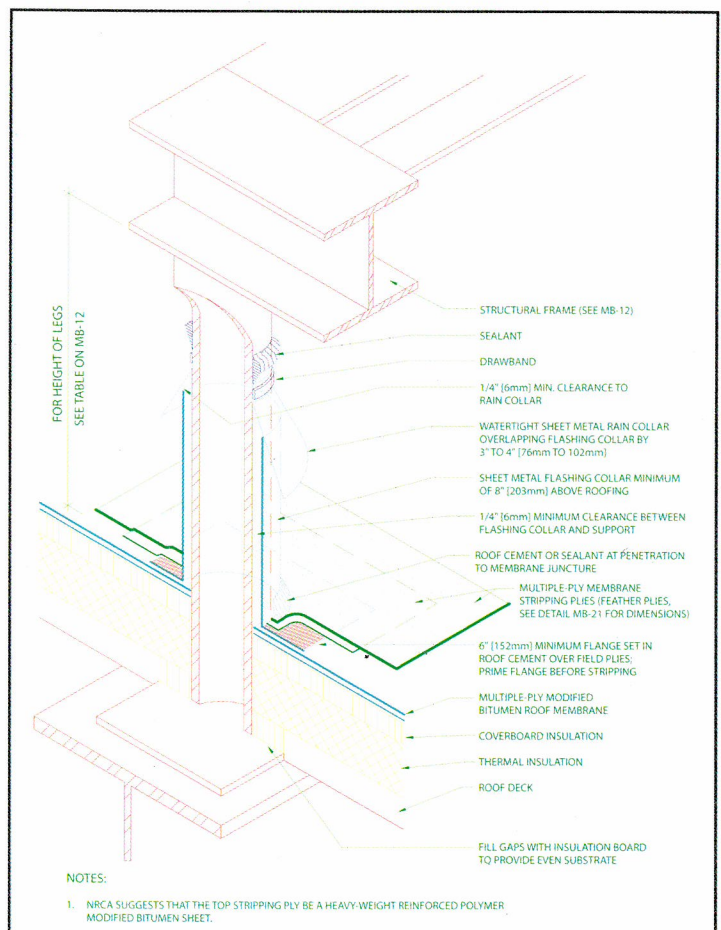 FOR HEIGHT OF LEGS
SEE TABLE ON MB-12
STRUCTURAL FRAME (SEE MB-12)
SEALANT
DRAWBAND
1/4" [6mm] MIN. CLEARANCE TO
RAIN COLLAR
WATERTIGHT SHEET METAL RAIN COLLAR
OVERLAPPING FLASHING COLLAR BY
3" TO 4" [76mm TO 102mm]
SHEET METAL FLASHING COLLAR MINIMUM
OF 8" [203mm] ABOVE ROOFING
1/4" [6mm] MINIMUM CLEARANCE BETWEEN
FLASHING COLLAR AND SUPPORT
ROOF CEMENT OR SEALANT AT PENETRATION
TO MEMBRANE JUNCTURE
MULTIPLE-PLY MEMBRANE
STRIPPING PLIES (FEATHER PLIES,
SEE DETAIL MB-21 FOR DIMENSIONS)
6" [152mm] MINIMUM FLANGE SET IN
ROOF CEMENT OVER FIELD PLIES;
PRIME FLANGE BEFORE STRIPPING
MULTIPLE-PLY MODIFIED
BITUMEN ROOF MEMBRANE
COVERBOARD INSULATION
THERMAL INSULATION
ROOF DECK
FILL GAPS WITH INSULATION BOARD
TO PROVIDE EVEN SUBSTRATE
NOTES:
1. NRCA SUGGESTS THAT THE TOP STRIPPING PLY BE A HEAVY-WEIGHT REINFORCED POLYMER
MODIFIED BITUMEN SHEET.